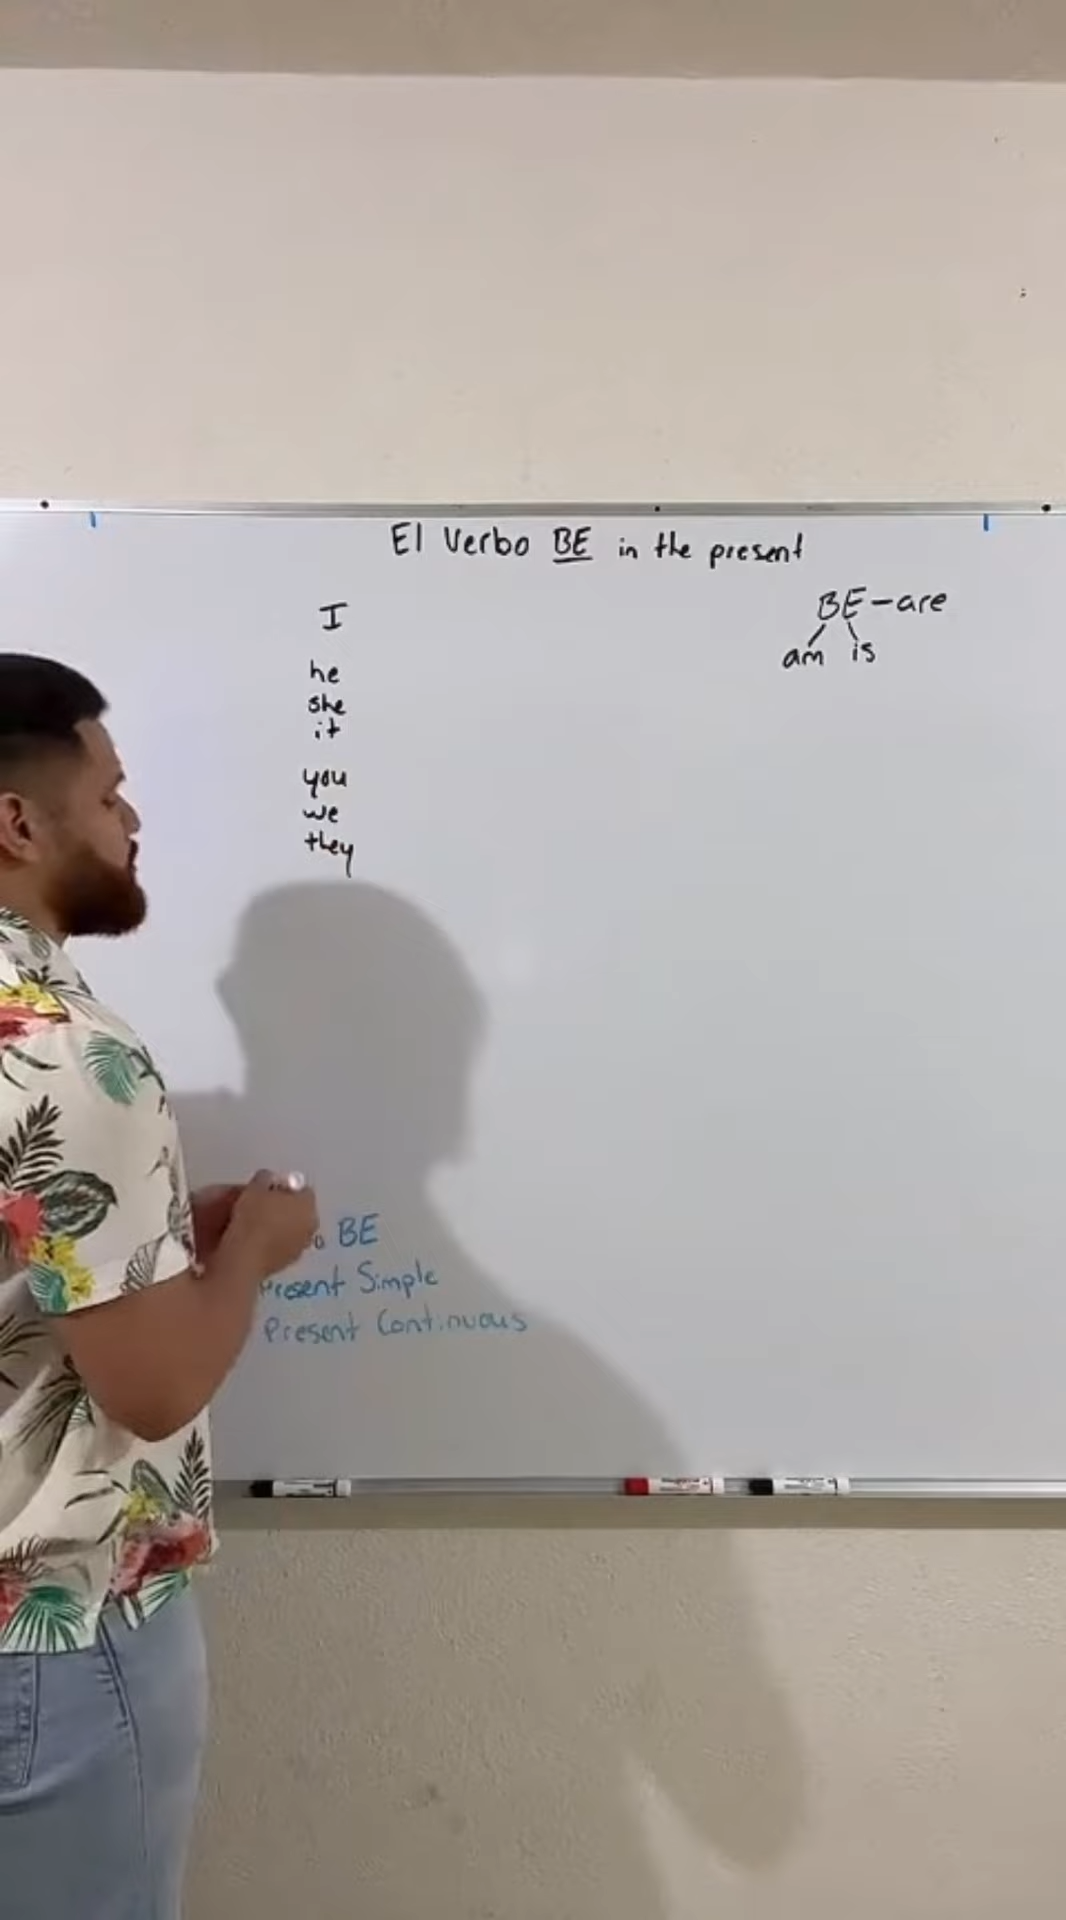 El Verbo BE in the present
I
he
she
it
you
we
they
BE-are
am is
BE
Present Simple
Present Continuous